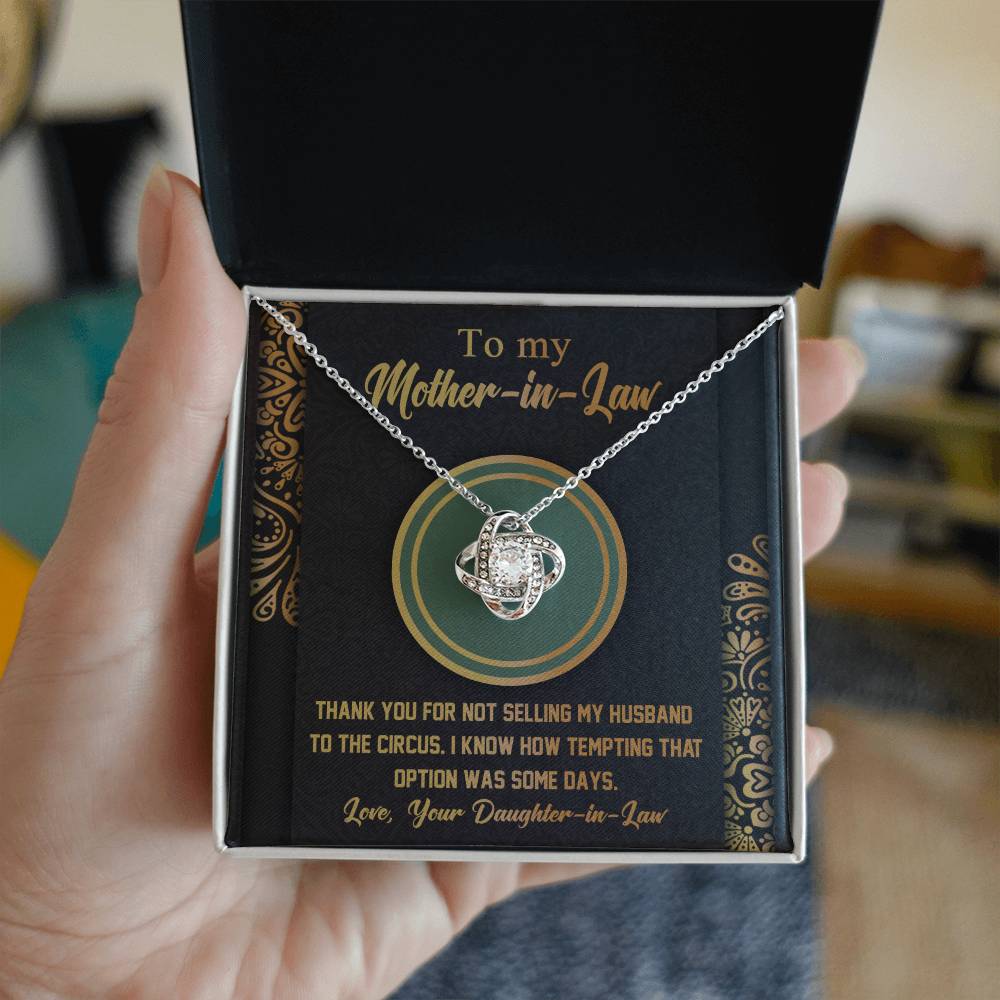 To my
Mother-in-Law
THANK YOU FOR NOT SELLING MY HUSBAND
TO THE CIRCUS. I KNOW HOW TEMPTING THAT
OPTION WAS SOME DAYS.
Love, Your Daughter-in-Law